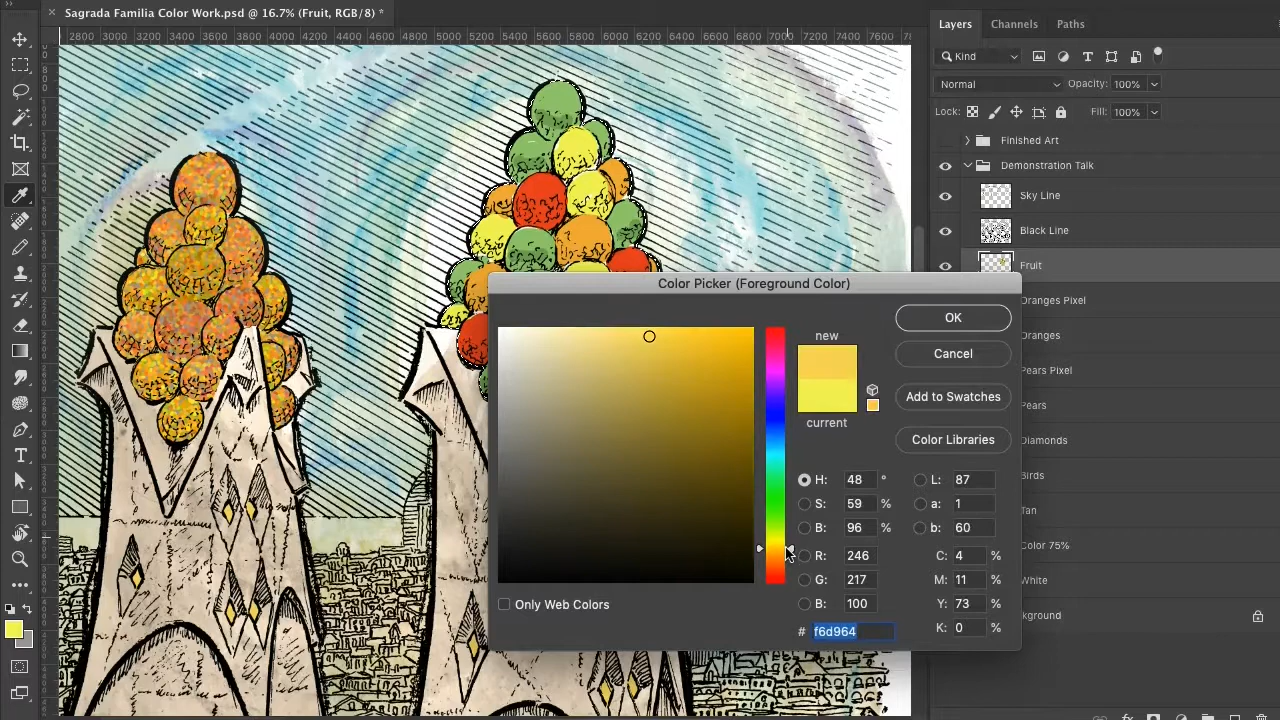 Sagrada Familia Color Work.psd @ 16.7% (Fruit, RGB/8) *
2800 3000 3200 3400 3600 3800 4000 4200 4400 4600 4800 5000 5200 5400 5600 5800 6000 6200 6400 6600 6800 7000 7200 7400 7600
Layers Channels Paths
Kind
Normal Opacity: 100%
Lock: Fill: 100%
Finished Art
Demonstration Talk
Sky Line
Black Line
Fruit
Oranges Pixel
Oranges
Pears Pixel
Pears
Diamonds
Birds
Tan
Color 75%
White
kground
Color Picker (Foreground Color)
new
current
OK
Cancel
Add to Swatches
Color Libraries
H: 48 ° L: 87
S: 59 % a: 1
B: 96 % b: 60
R: 246 C: 4 %
G: 217 M: 11 %
B: 100 Y: 73 %
# f6d964 K: 0 %
Only Web Colors